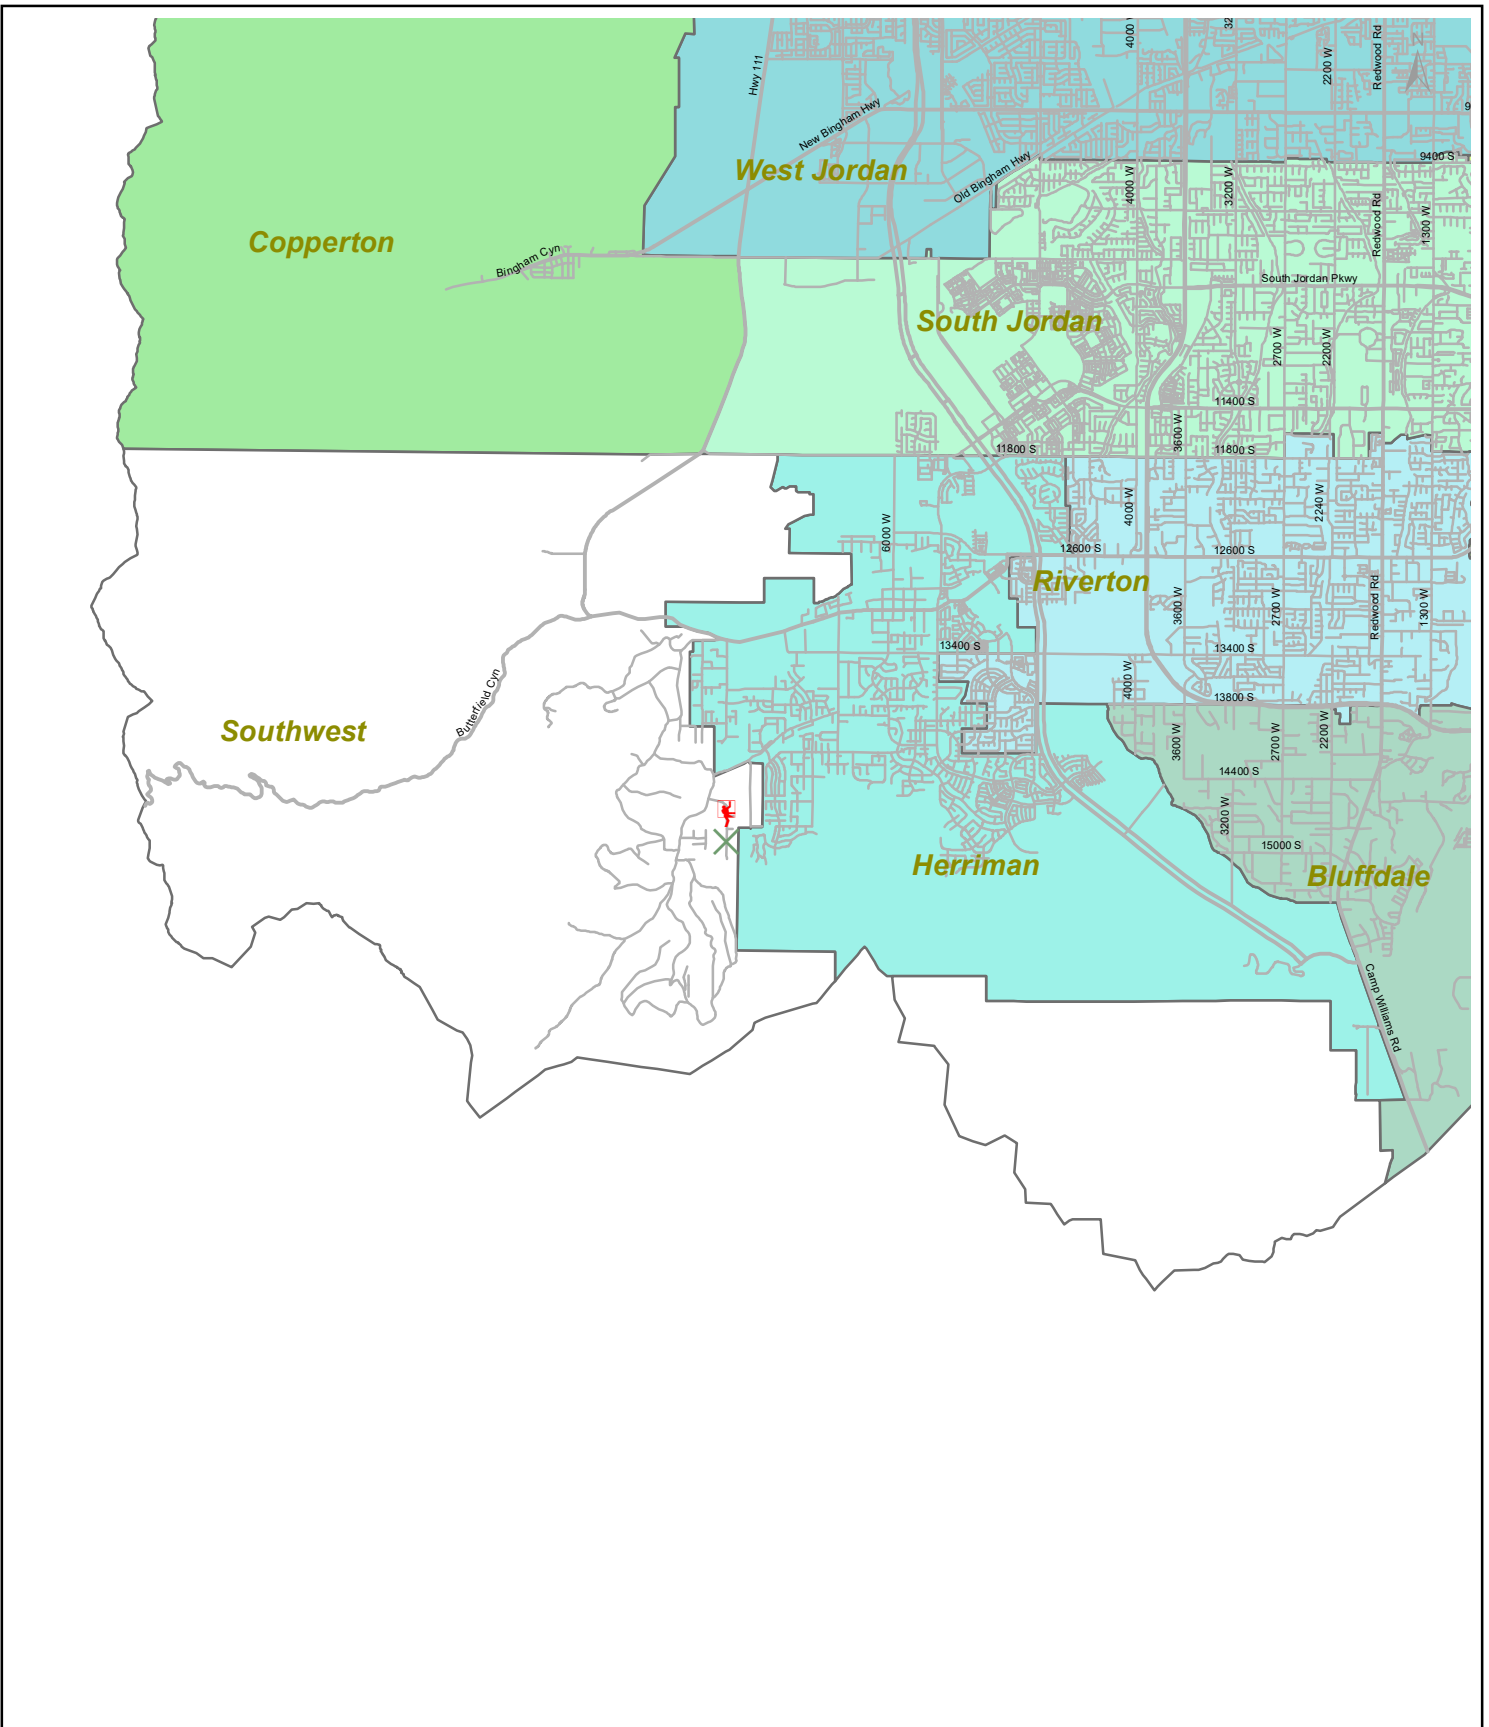 4000 W
32
2200 W
Redwood Rd
N
Hwy 111
New Bingham Hwy
9
West Jordan
Old Bingham Hwy
9400 S
4000 W
3200 W
Redwood Rd
1300 W
Copperton
Bingham Cyn
South Jordan Pkwy
South Jordan
2700 W
2200 W
11400 S
3600 W
11800 S
11800 S
6000 W
4000 W
2240 W
12600 S
12600 S
Riverton
3600 W
2700 W
Redwood Rd
1300 W
13400 S
13400 S
4000 W
13800 S
Butterfield Cyn
Southwest
3600 W
2700 W
2200 W
14400 S
3200 W
15000 S
Herriman
Bluffdale
Camp Williams Rd